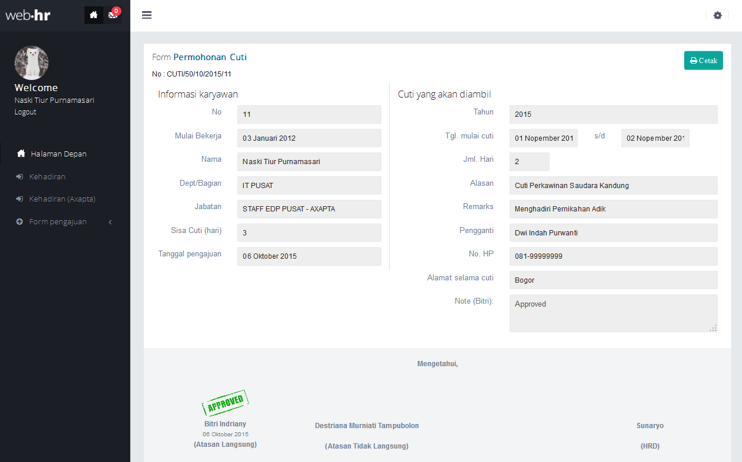 web·hr
0
Welcome
Naski Tiur Purnamasari
Logout
Halaman Depan
Kehadiran
Kehadiran (Axapta)
Form pengajuan
Form Permohonan Cuti
Cetak
No : CUTI/50/10/2015/11
Informasi karyawan
No 11
Mulai Bekerja 03 Januari 2012
Nama Naski Tiur Purnamasari
Dept/Bagian IT PUSAT
Jabatan STAFF EDP PUSAT - AXAPTA
Sisa Cuti (hari) 3
Tanggal pengajuan 06 Oktober 2015
Cuti yang akan diambil
Tahun 2015
Tgl. mulai cuti 01 Nopember 201 s/d 02 Nopember 201
Jml. Hari 2
Alasan Cuti Perkawinan Saudara Kandung
Remarks Menghadiri Pernikahan Adik
Pengganti Dwi Indah Purwanti
No. HP 081-99999999
Alamat selama cuti Bogor
Note (Bitri): Approved
Mengetahui,
APPROVED
Bitri Indriany
06 Oktober 2015
(Atasan Langsung)
Destriana Murniati Tampubolon
(Atasan Tidak Langsung)
Sunaryo
(HRD)